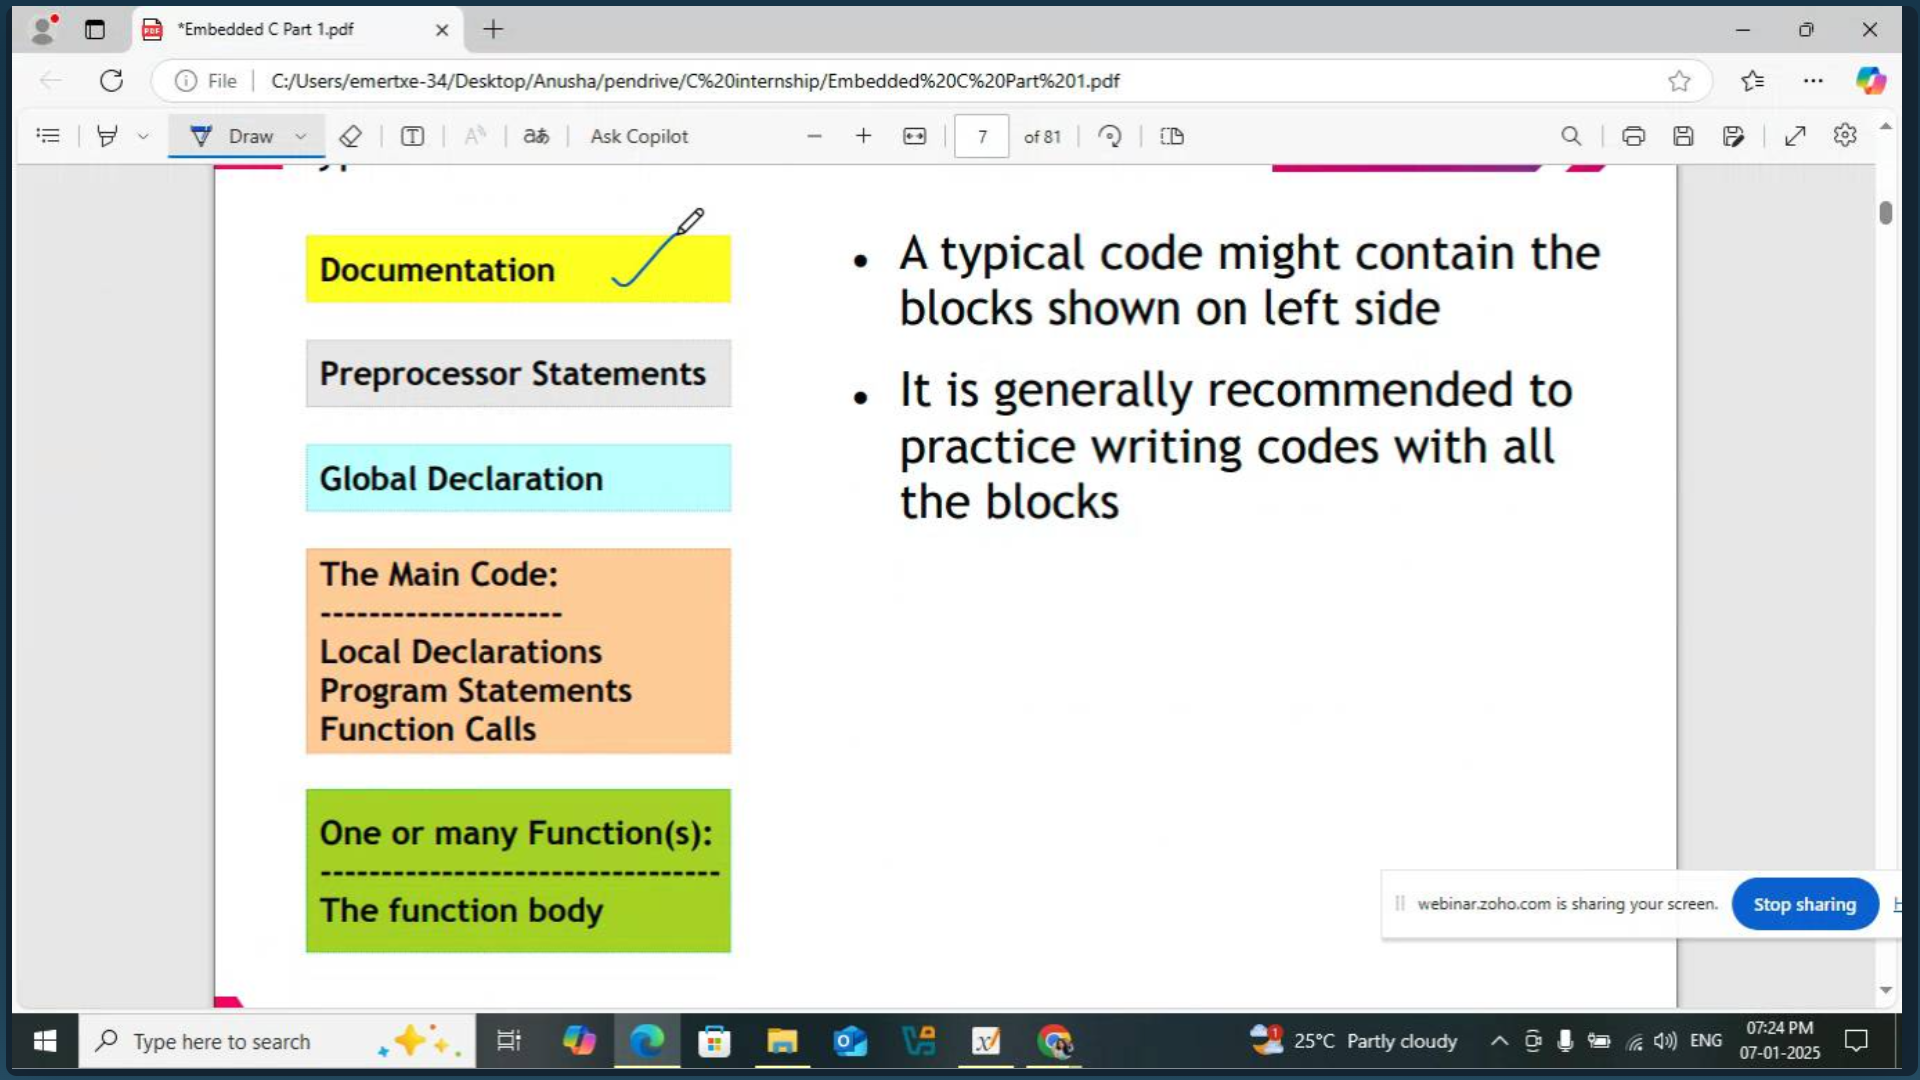 *Embedded C Part 1.pdf
File
C:/Users/emertxe-34/Desktop/Anusha/pendrive/C%20internship/Embedded%20C%20Part%201.pdf
Draw
Ask Copilot
7
of 81
Documentation
Preprocessor Statements
Global Declaration
The Main Code:
--------------------
Local Declarations
Program Statements
Function Calls
One or many Function(s):
---------------------------------
The function body
• A typical code might contain the
blocks shown on left side
• It is generally recommended to
practice writing codes with all
the blocks
webinar.zoho.com is sharing your screen.
Stop sharing
Type here to search
25°C Partly cloudy
ENG
07:24 PM
07-01-2025